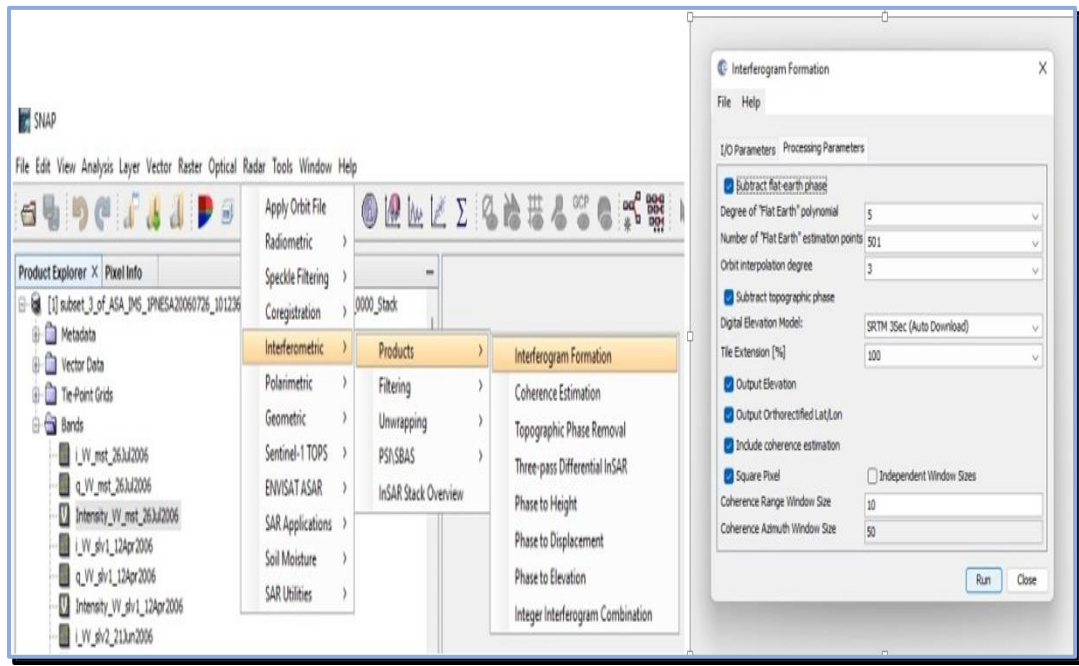 SNAP
File Edit View Analysis Layer Vector Raster Optical Radar Tools Window Help
GCP
Product Explorer X Pixel Info
[1] subset_3_of_ASA_IMS_1PNESA20060726_101236
0000_Stack
Metadata
Vector Data
Tie-Point Grids
Bands
i_VV_mst_26Jul2006
q_VV_mst_26Jul2006
Intensity_VV_mst_26Jul2006
i_VV_slv1_12Apr2006
q_VV_slv1_12Apr2006
Intensity_VV_slv1_12Apr2006
i_VV_slv2_21Jun2006
Apply Orbit File
Radiometric
Speckle Filtering
Coregistration
Interferometric
Polarimetric
Geometric
Sentinel-1 TOPS
ENVISAT ASAR
SAR Applications
Soil Moisture
SAR Utilities
Products
Filtering
Unwrapping
PSI\SBAS
InSAR Stack Overview
Interferogram Formation
Coherence Estimation
Topographic Phase Removal
Three-pass Differential InSAR
Phase to Height
Phase to Displacement
Phase to Elevation
Integer Interferogram Combination
Interferogram Formation X
File Help
I/O Parameters Processing Parameters
Subtract flat-earth phase
Degree of "Flat Earth" polynomial 5
Number of "Flat Earth" estimation points 501
Orbit interpolation degree 3
Subtract topographic phase
Digital Elevation Model: SRTM 3Sec (Auto Download)
Tile Extension [%] 100
Output Elevation
Output Orthorectified Lat/Lon
Include coherence estimation
Square Pixel Independent Window Sizes
Coherence Range Window Size 10
Coherence Azimuth Window Size 50
Run Close